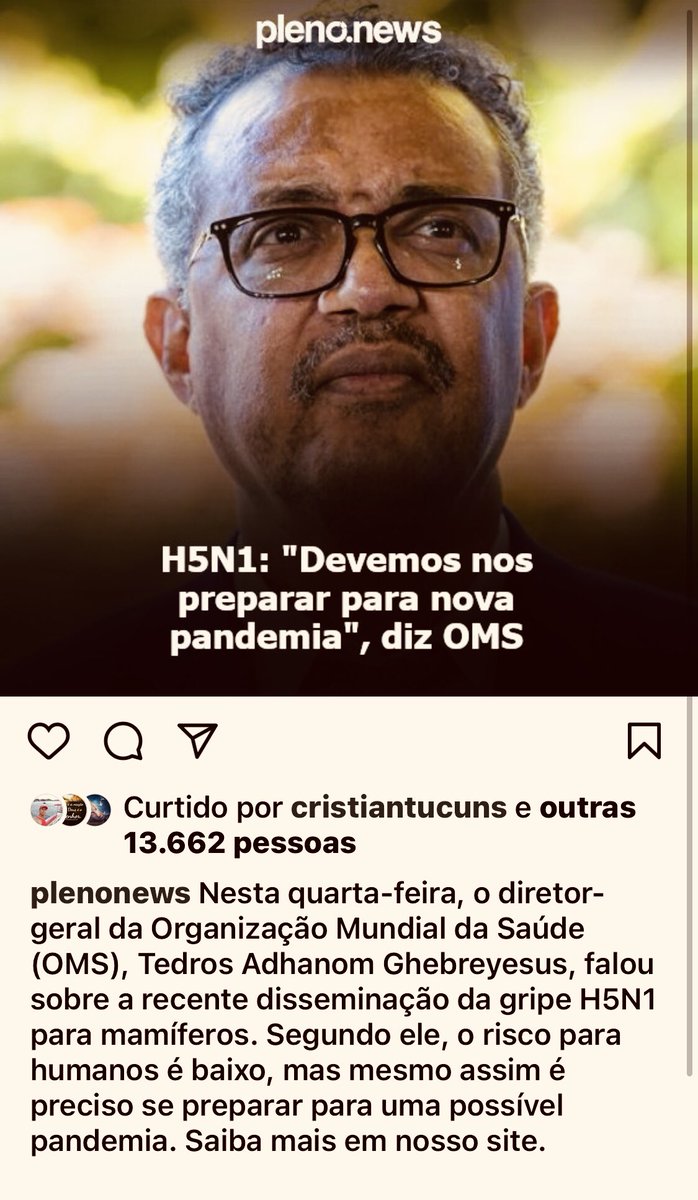 pleno.news
H5N1: "Devemos nos
preparar para nova
pandemia", diz OMS
Curtido por cristiantucuns e outras
13.662 pessoas
plenonews Nesta quarta-feira, o diretor-
geral da Organização Mundial da Saúde
(OMS), Tedros Adhanom Ghebreyesus, falou
sobre a recente disseminação da gripe H5N1
para mamíferos. Segundo ele, o risco para
humanos é baixo, mas mesmo assim é
preciso se preparar para uma possível
pandemia. Saiba mais em nosso site.